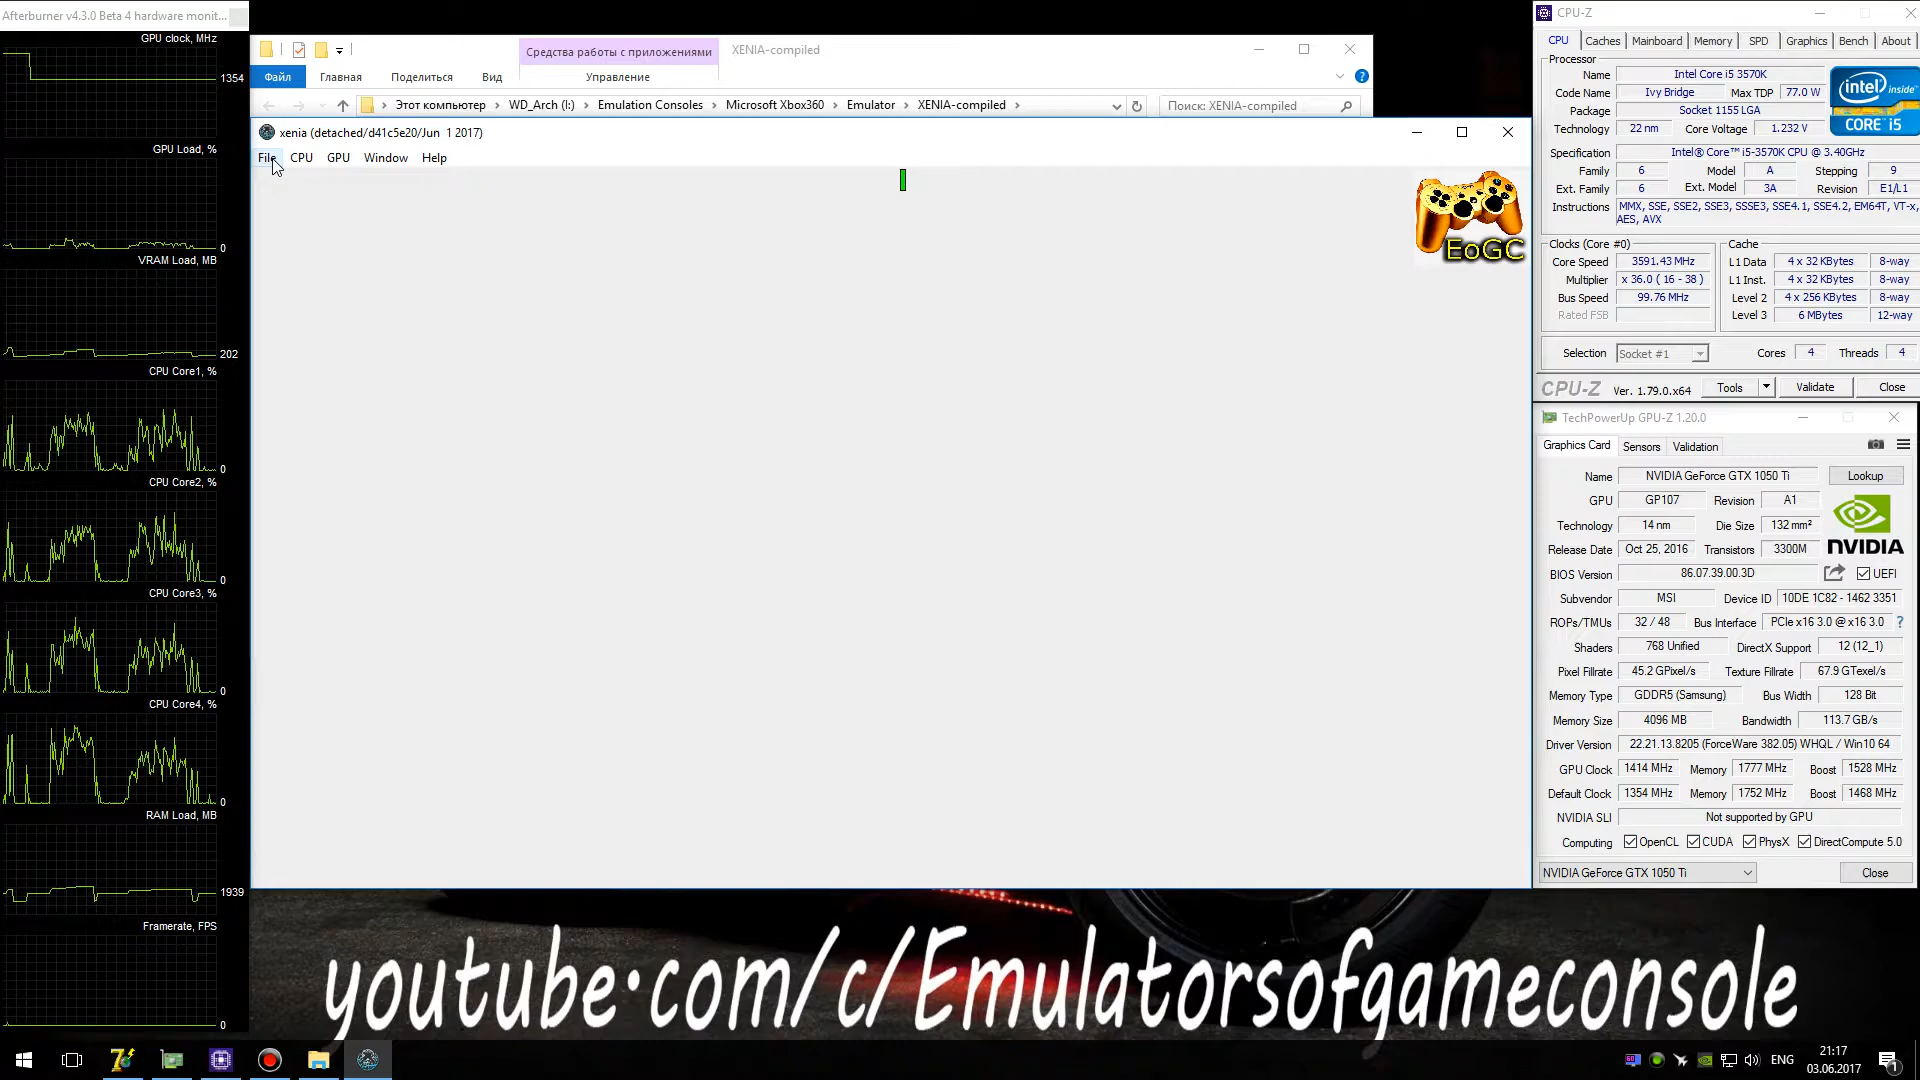 Afterburner v4.3.0 Beta 4 hardware monit...
GPU clock, MHz
1354
GPU Load, %
0
VRAM Load, MB
202
CPU Core1, %
0
CPU Core2, %
0
CPU Core3, %
0
CPU Core4, %
0
RAM Load, MB
1939
Framerate, FPS
0
Средства работы с приложениями
XENIA-compiled
Файл
Главная
Поделиться
Вид
Управление
Этот компьютер > WD_Arch (I:) > Emulation Consoles > Microsoft Xbox360 > Emulator > XENIA-compiled >
Поиск: XENIA-compiled
xenia (detached/d41c5e20/Jun 1 2017)
File CPU GPU Window Help
EoGC
CPU-Z
CPU Caches Mainboard Memory SPD Graphics Bench About
Processor
Name Intel Core i5 3570K
Code Name Ivy Bridge Max TDP 77.0 W
Package Socket 1155 LGA
Technology 22 nm Core Voltage 1.232 V
intel inside™
CORE i5
Specification Intel® Core™ i5-3570K CPU @ 3.40GHz
Family 6 Model A Stepping 9
Ext. Family 6 Ext. Model 3A Revision E1/L1
Instructions MMX, SSE, SSE2, SSE3, SSSE3, SSE4.1, SSE4.2, EM64T, VT-x,
AES, AVX
Clocks (Core #0)
Core Speed 3591.43 MHz
Multiplier x 36.0 ( 16 - 38 )
Bus Speed 99.76 MHz
Rated FSB
Cache
L1 Data 4 x 32 KBytes 8-way
L1 Inst. 4 x 32 KBytes 8-way
Level 2 4 x 256 KBytes 8-way
Level 3 6 MBytes 12-way
Selection Socket #1 Cores 4 Threads 4
CPU-Z Ver. 1.79.0.x64 Tools Validate Close
TechPowerUp GPU-Z 1.20.0
Graphics Card Sensors Validation
Name NVIDIA GeForce GTX 1050 Ti Lookup
GPU GP107 Revision A1
Technology 14 nm Die Size 132 mm²
Release Date Oct 25, 2016 Transistors 3300M
NVIDIA
BIOS Version 86.07.39.00.3D UEFI
Subvendor MSI Device ID 10DE 1C82 - 1462 3351
ROPs/TMUs 32 / 48 Bus Interface PCIe x16 3.0 @ x16 3.0 ?
Shaders 768 Unified DirectX Support 12 (12_1)
Pixel Fillrate 45.2 GPixel/s Texture Fillrate 67.9 GTexel/s
Memory Type GDDR5 (Samsung) Bus Width 128 Bit
Memory Size 4096 MB Bandwidth 113.7 GB/s
Driver Version 22.21.13.8205 (ForceWare 382.05) WHQL / Win10 64
GPU Clock 1414 MHz Memory 1777 MHz Boost 1528 MHz
Default Clock 1354 MHz Memory 1752 MHz Boost 1468 MHz
NVIDIA SLI Not supported by GPU
Computing OpenCL CUDA PhysX DirectCompute 5.0
NVIDIA GeForce GTX 1050 Ti Close
youtube.com/c/Emulatorsofgameconsole
60
ENG
21:17
03.06.2017
1